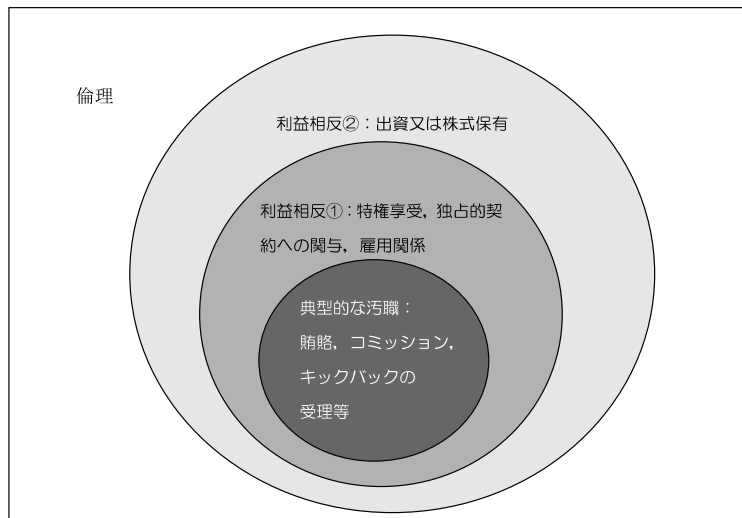 倫理
利益相反②：出資又は株式保有
利益相反①：特権享受，独占的契
約への関与，雇用関係
典型的な汚職：
賄賂，コミッション，
キックバックの
受理等